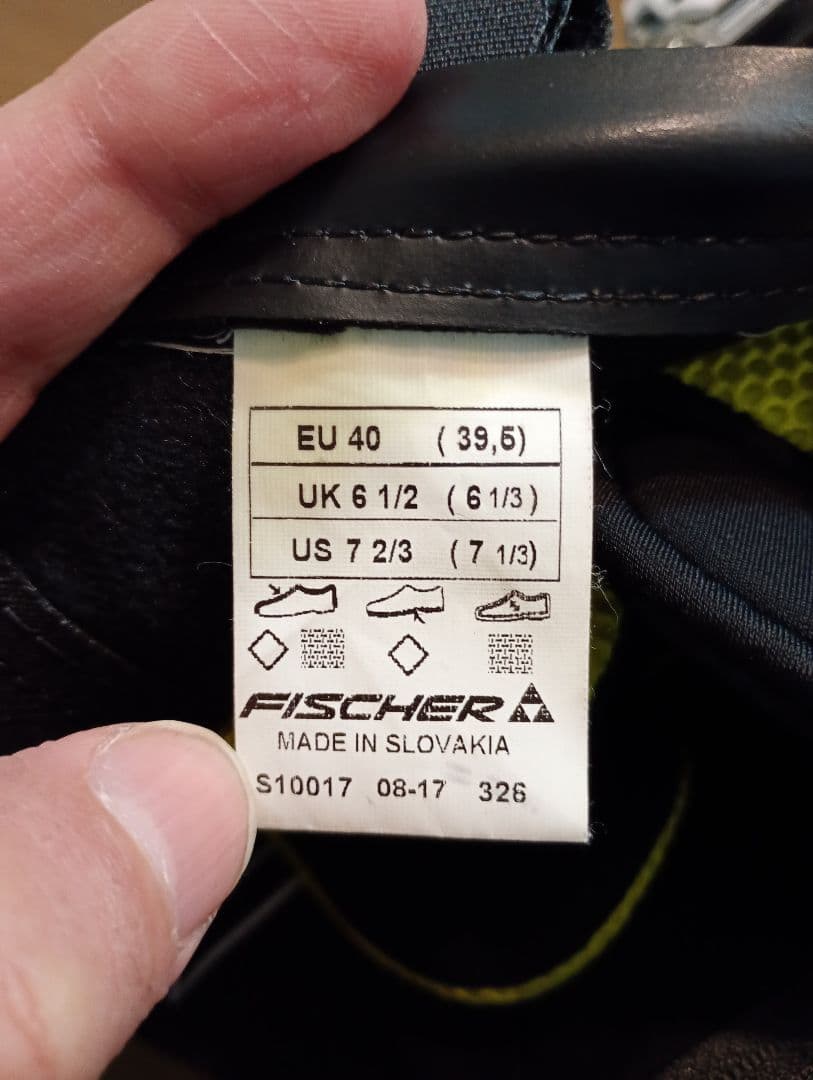 EU 40 (39,5)
UK 6 1/2 (6 1/3)
US 7 2/3 (7 1/3)
FISCHER
MADE IN SLOVAKIA
S10017 08-17 326